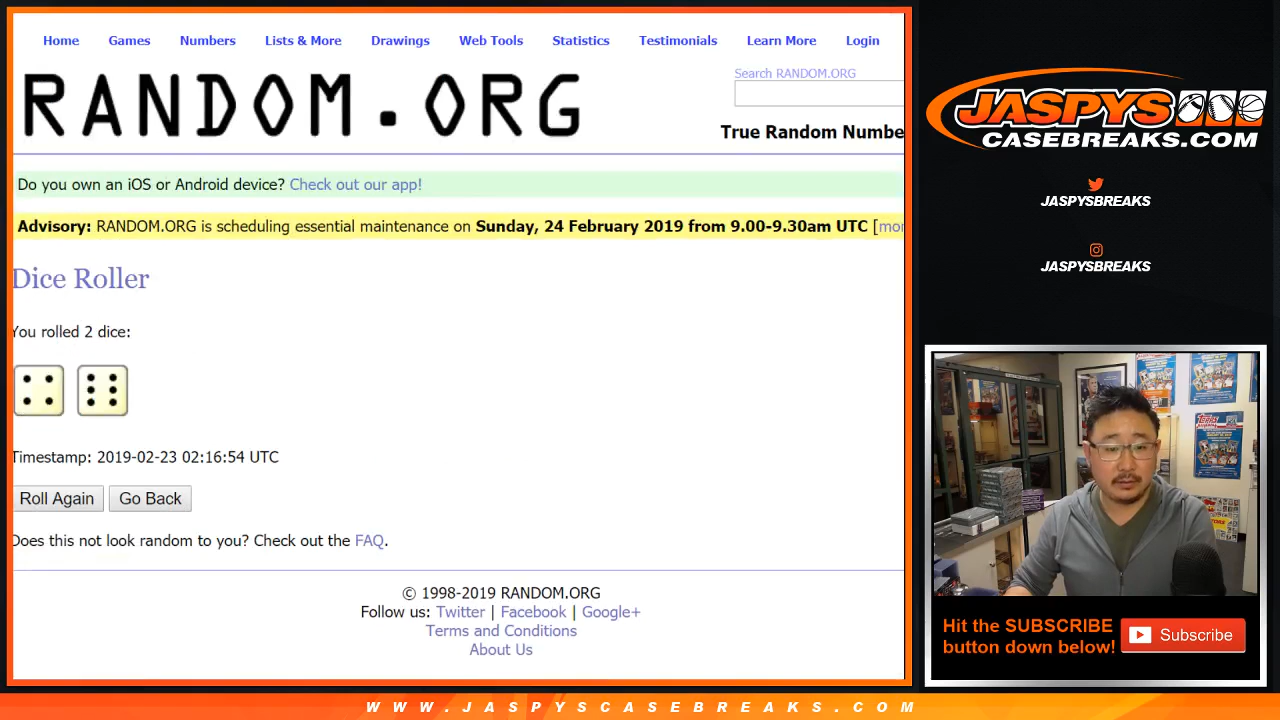 Home Games Numbers Lists & More Drawings Web Tools Statistics Testimonials Learn More Login
RANDOM.ORG
Search RANDOM.ORG
True Random Numbe
Do you own an iOS or Android device? Check out our app!
Advisory: RANDOM.ORG is scheduling essential maintenance on Sunday, 24 February 2019 from 9.00-9.30am UTC [mor
Dice Roller
You rolled 2 dice:
Timestamp: 2019-02-23 02:16:54 UTC
Roll Again Go Back
Does this not look random to you? Check out the FAQ.
© 1998-2019 RANDOM.ORG
Follow us: Twitter | Facebook | Google+
Terms and Conditions
About Us
JASPYS
CASEBREAKS.COM
JASPYSBREAKS
JASPYSBREAKS
Hit the SUBSCRIBE
button down below!
Subscribe
WWW.JASPYSCASEBREAKS.COM